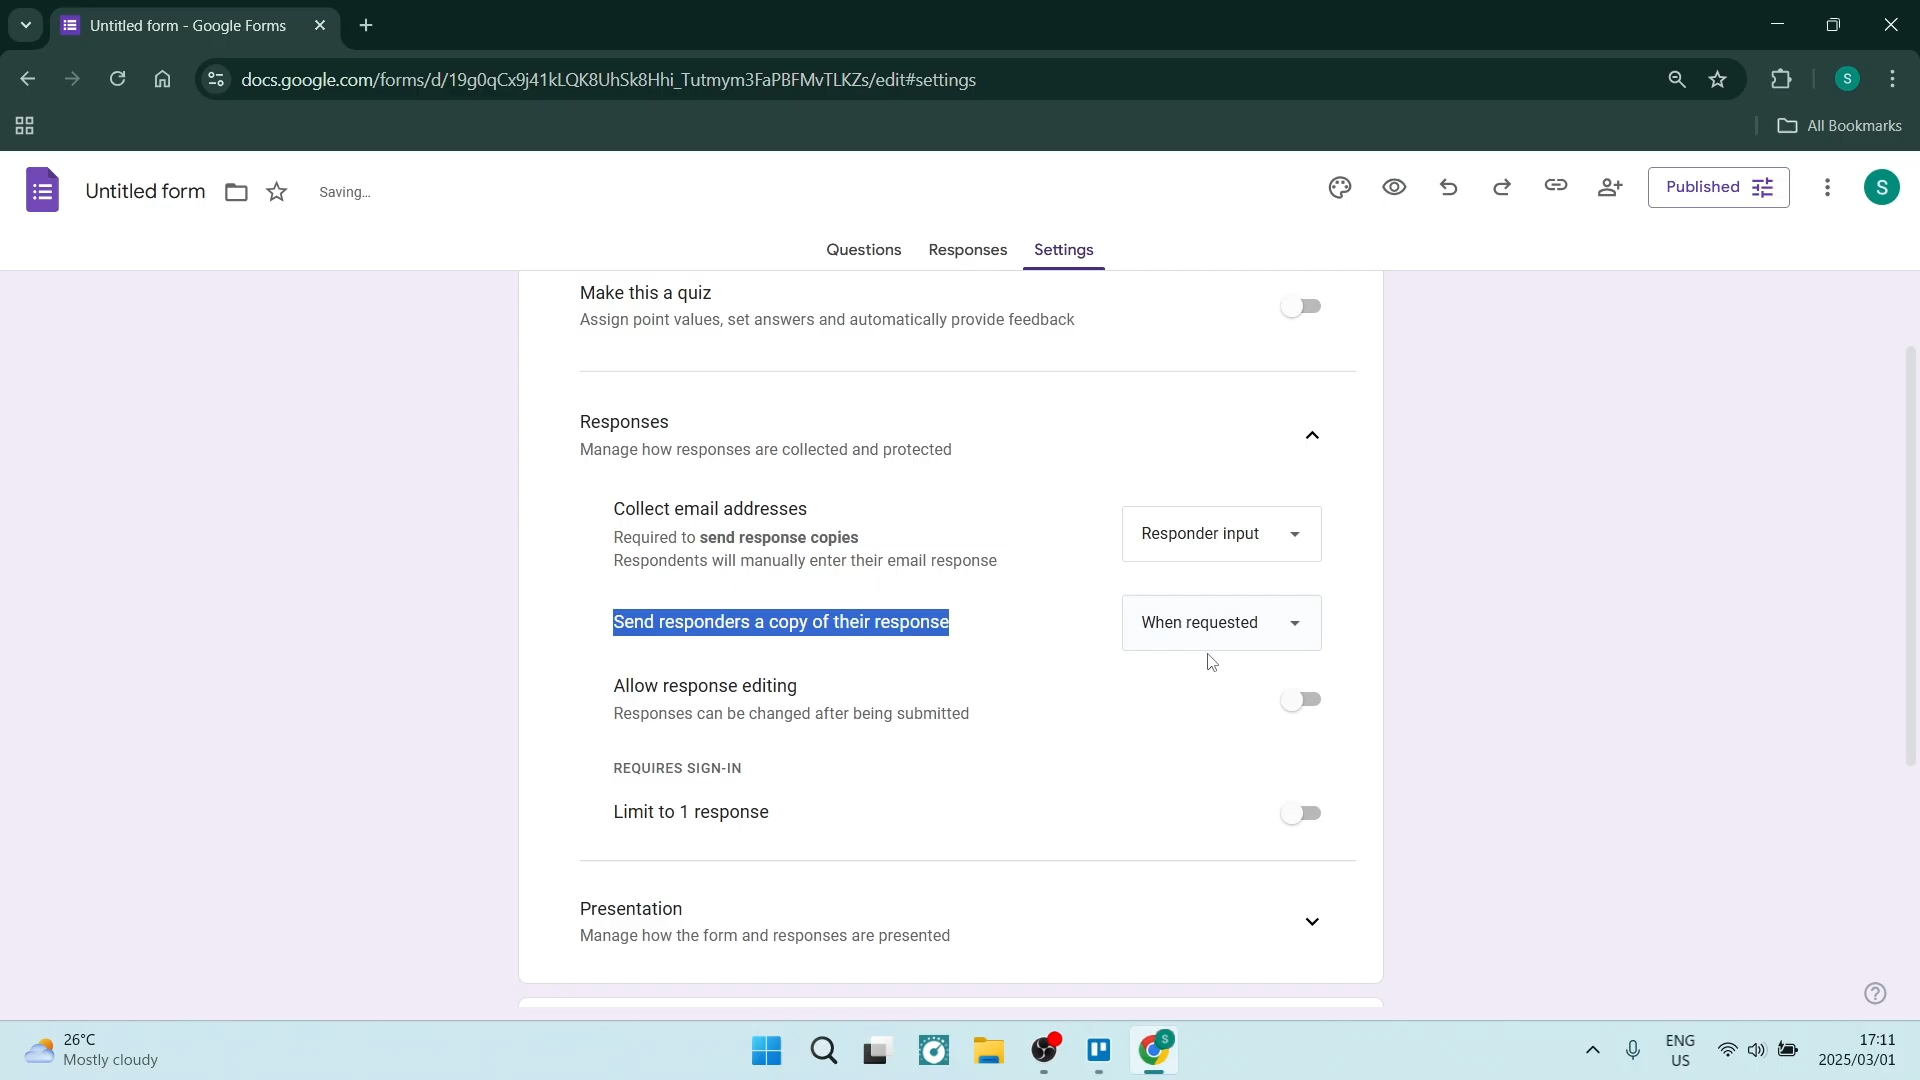 Untitled form - Google Forms
docs.google.com/forms/d/19g0qCx9j41kLQK8UhSk8Hhi_Tutmym3FaPBFMvTLKZs/edit#settings
S
All Bookmarks
Untitled form
Saving...
Published
S
Questions
Responses
Settings
Make this a quiz
Assign point values, set answers and automatically provide feedback
Responses
Manage how responses are collected and protected
Collect email addresses
Required to send response copies
Respondents will manually enter their email response
Responder input
Send responders a copy of their response
When requested
Allow response editing
Responses can be changed after being submitted
REQUIRES SIGN-IN
Limit to 1 response
Presentation
Manage how the form and responses are presented
26°C
Mostly cloudy
S
ENG
US
17:11
2025/03/01